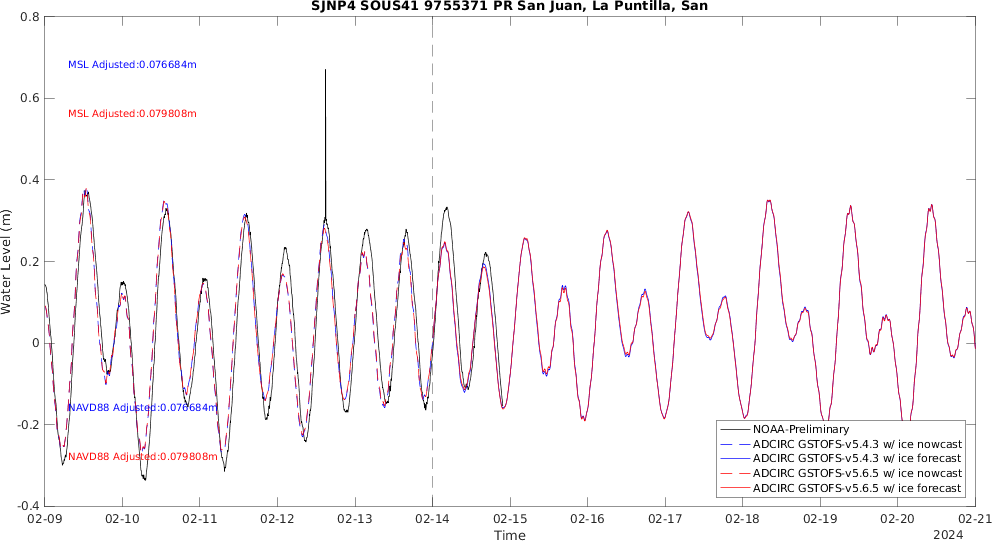 SJNP4 SOUS41 9755371 PR San Juan, La Puntilla, San
0.8
0.6
0.4
0.2
0
-0.2
-0.4
Water Level (m)
MSL Adjusted:0.076684m
MSL Adjusted:0.079808m
NAVD88 Adjusted:0.076684m
NAVD88 Adjusted:0.079808m
NOAA-Preliminary
ADCIRC GSTOFS-v5.4.3 w/ ice nowcast
ADCIRC GSTOFS-v5.4.3 w/ ice forecast
ADCIRC GSTOFS-v5.6.5 w/ ice nowcast
ADCIRC GSTOFS-v5.6.5 w/ ice forecast
02-09 02-10 02-11 02-12 02-13 02-14 02-15 02-16 02-17 02-18 02-19 02-20 02-21
Time
2024